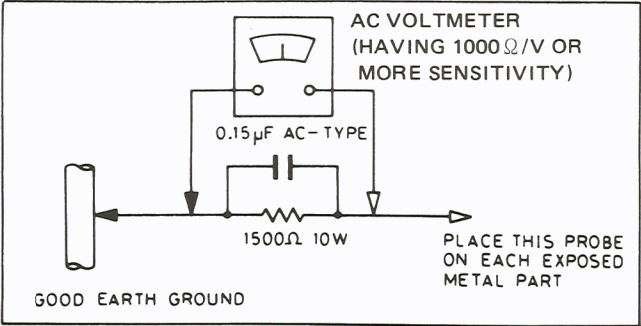 AC VOLTMETER
(HAVING 1000Ω/V OR
MORE SENSITIVITY)
0.15µF AC-TYPE
1500Ω 10W
PLACE THIS PROBE
ON EACH EXPOSED
METAL PART
GOOD EARTH GROUND